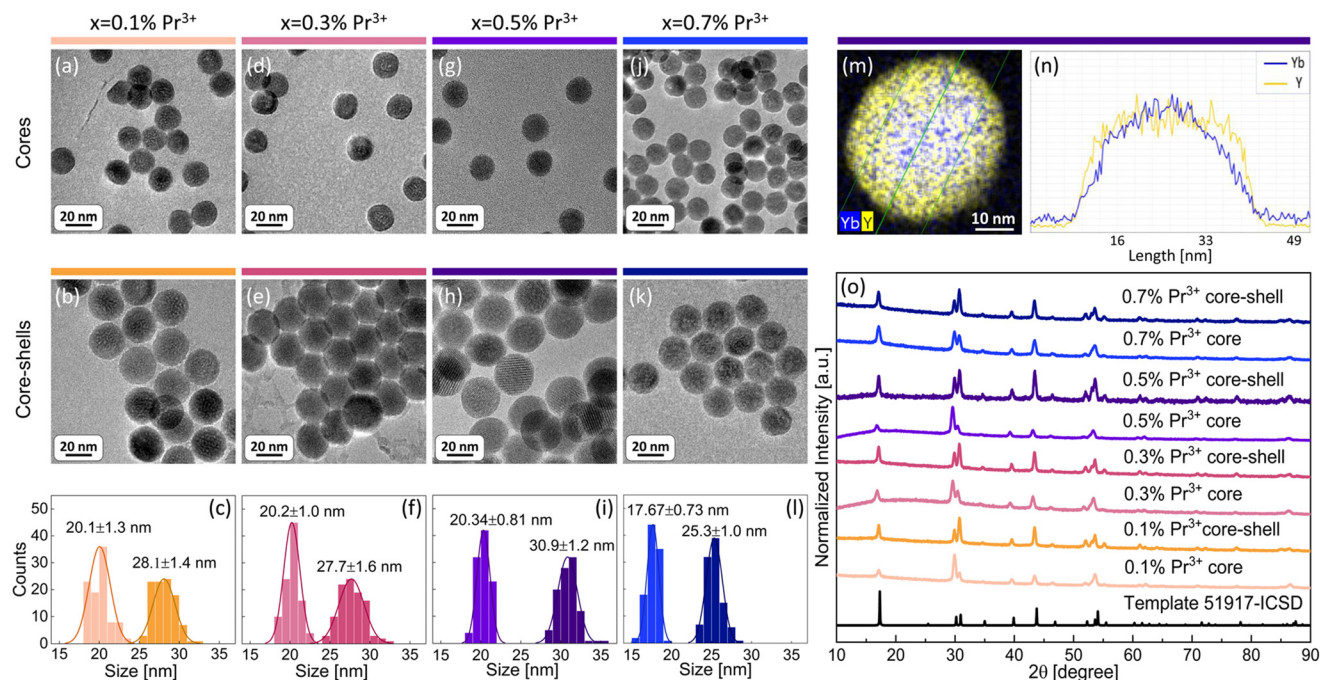 x=0.1% Pr³⁺
x=0.3% Pr³⁺
x=0.5% Pr³⁺
x=0.7% Pr³⁺
Cores
(a)
20 nm
(d)
20 nm
(g)
20 nm
(j)
20 nm
(m)
Yb Y
10 nm
(n)
Yb
Y
16 33 49
Length [nm]
Core-shells
(b)
20 nm
(e)
20 nm
(h)
20 nm
(k)
20 nm
Counts
50
40
30
20
10
0
(c)
20.1±1.3 nm
28.1±1.4 nm
15 20 25 30 35
Size [nm]
(f)
20.2±1.0 nm
27.7±1.6 nm
15 20 25 30 35
Size [nm]
(i)
20.34±0.81 nm
30.9±1.2 nm
15 20 25 30 35
Size [nm]
(l)
17.67±0.73 nm
25.3±1.0 nm
15 20 25 30 35
Size [nm]
(o)
Normalized Intensity [a.u.]
0.7% Pr³⁺ core-shell
0.7% Pr³⁺ core
0.5% Pr³⁺ core-shell
0.5% Pr³⁺ core
0.3% Pr³⁺ core-shell
0.3% Pr³⁺ core
0.1% Pr³⁺core-shell
0.1% Pr³⁺ core
Template 51917-ICSD
10 20 30 40 50 60 70 80 90
2θ [degree]